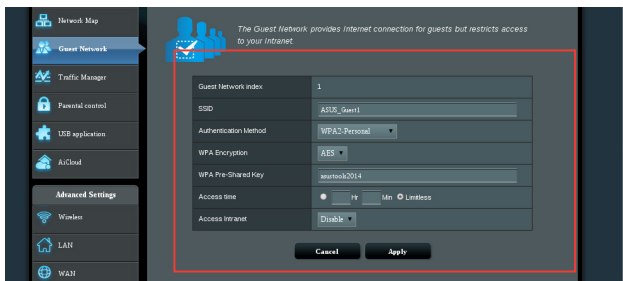 Network Map
Guest Network
Traffic Manager
Parental control
USB application
AiCloud
Advanced Settings
Wireless
LAN
WAN
The Guest Network provides Internet connection for guests but restricts access
to your Intranet.
Guest Network index 1
SSID ASUS_Guest1
Authentication Method WPA2-Personal
WPA Encryption AES
WPA Pre-Shared Key asurtools2014
Access time Hr Min Limitless
Access Intranet Disable
Cancel Apply